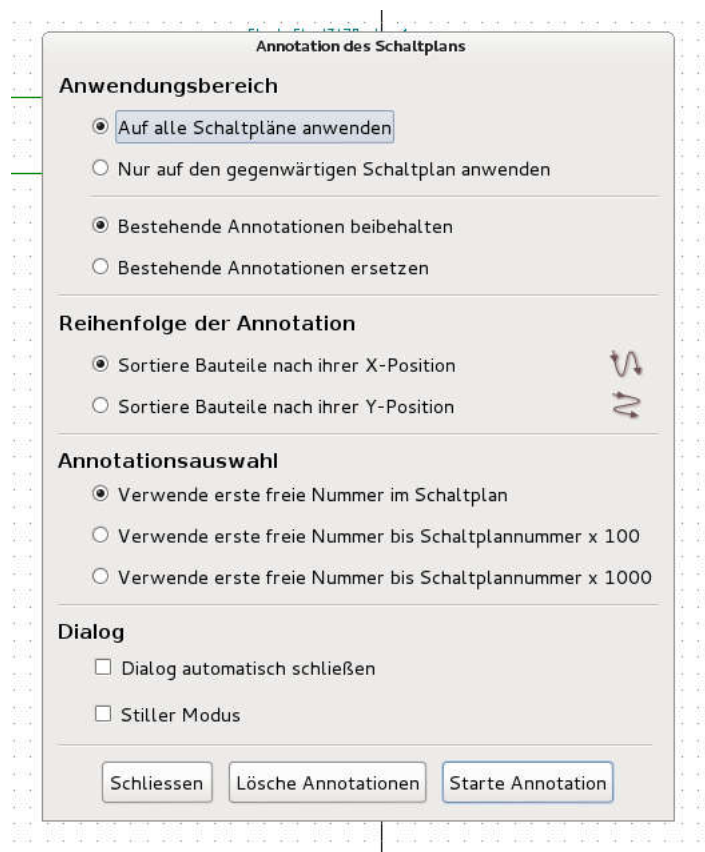 Annotation des Schaltplans
Anwendungsbereich
Auf alle Schaltpläne anwenden
Nur auf den gegenwärtigen Schaltplan anwenden
Bestehende Annotationen beibehalten
Bestehende Annotationen ersetzen
Reihenfolge der Annotation
Sortiere Bauteile nach ihrer X-Position
Sortiere Bauteile nach ihrer Y-Position
Annotationsauswahl
Verwende erste freie Nummer im Schaltplan
Verwende erste freie Nummer bis Schaltplannummer x 100
Verwende erste freie Nummer bis Schaltplannummer x 1000
Dialog
Dialog automatisch schließen
Stiller Modus
Schliessen Lösche Annotationen Starte Annotation